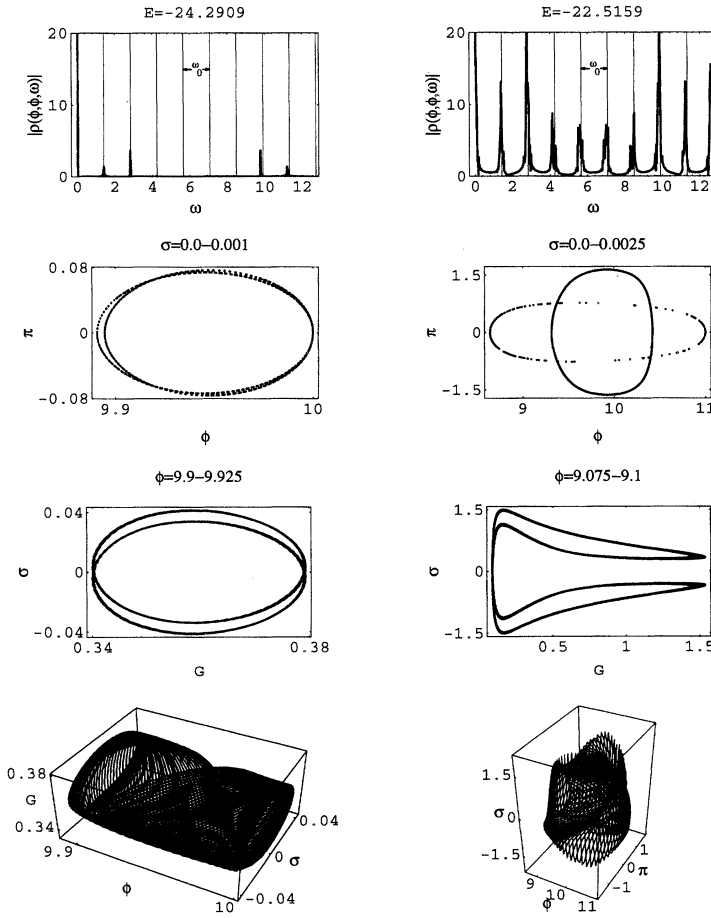 E=-24.2909
E=-22.5159
|ρ(φ,φ,ω)|
20
10
0
ω₀
0 2 4 6 8 10 12
ω
|ρ(φ,φ,ω)|
20
10
0
ω₀
0 2 4 6 8 10 12
ω
σ=0.0–0.001
σ=0.0–0.0025
π
0.08
0
-0.08
9.9 10
ϕ
π
1.5
0
-1.5
9 10 11
ϕ
ϕ=9.9–9.925
ϕ=9.075–9.1
σ
0.04
0
-0.04
0.34 0.38
G
σ
1.5
0
-1.5
0.5 1 1.5
G
0.38
G
0.34
9.9
ϕ
10
-0.04
0
0.04
σ
1.5
σ 0
-1.5
9 10 11
ϕ
-1
0
1
π